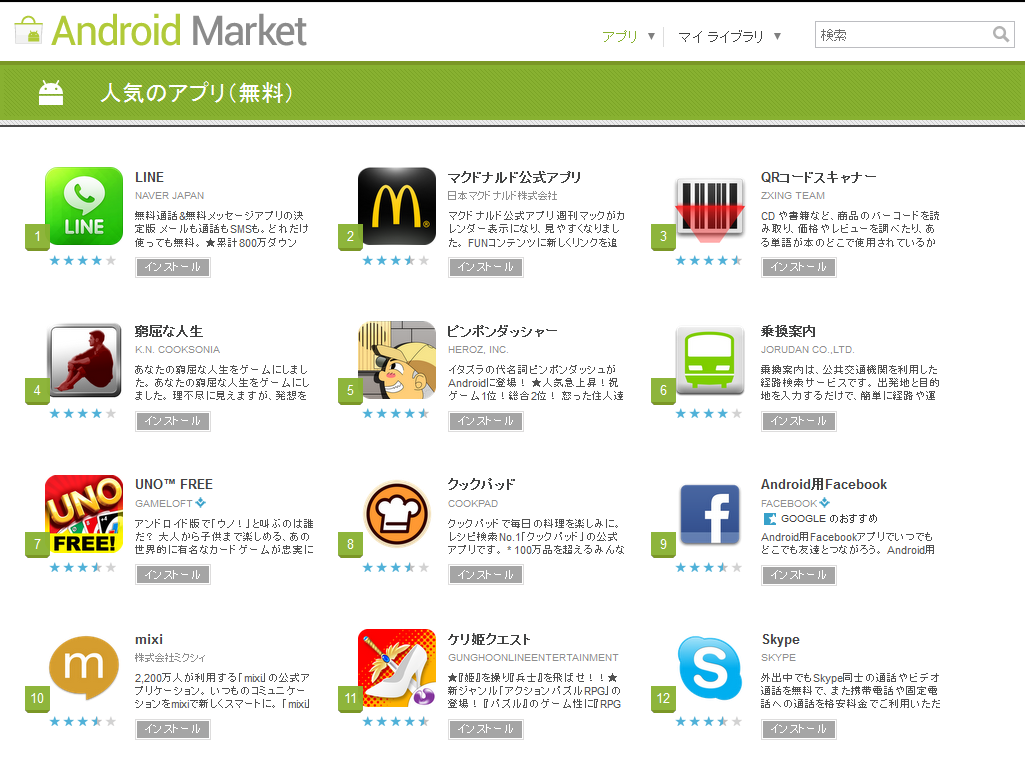 Android Market
アプリ ▼
マイ ライブラリ ▼
検索
人気のアプリ（無料）
LINE
LINE
NAVER JAPAN
無料通話&無料メッセージアプリの決
定版 メールも通話もSMSも。どれだけ
使っても無料。 ★累計800万ダウン
1
インストール
マクドナルド公式アプリ
日本マクドナルド株式会社
マクドナルド公式アプリ 週刊マックがカ
レンダー表示になり、見やすくなりまし
た。 FUNコンテンツに新しくリンクを追
2
インストール
QRコードスキャナー
ZXING TEAM
CD や書籍など、商品のバーコードを読
み取り、価格やレビューを調べたり、あ
る単語が本のどこで使用されているか
3
インストール
窮屈な人生
K.N. COOKSONIA
あなたの窮屈な人生をゲームにしまし
た。あなたの窮屈な人生をゲームにし
ました。理不尽に見えますが、発想を
4
インストール
ピンポンダッシャー
HEROZ, INC.
イタズラの代名詞ピンポンダッシュが
Androidに登場！ ★人気急上昇！祝
ゲーム1位！総合2位！ 怒った住人達
5
インストール
乗換案内
JORUDAN CO.,LTD.
乗換案内は、公共交通機関を利用した
経路検索サービスです。出発地と目的
地を入力するだけで、簡単に経路や運
6
インストール
UNO
FREE!
UNO™ FREE
GAMELOFT
アンドロイド版で「ウノ！」と叫ぶのは誰
だ？ 大人から子供まで楽しめる、あの
世界的に有名なカードゲームが忠実に
7
インストール
クックパッド
COOKPAD
クックパッドで毎日の料理を楽しみに。
レシピ検索No.1「クックパッド」の公式
アプリです。 * 100万品を超えるみんな
8
インストール
Android用Facebook
FACEBOOK
GOOGLE のおすすめ
Android用Facebookアプリでいつでも
どこでも友達とつながろう。 Android用
9
インストール
m
mixi
株式会社ミクシィ
2,200万人が利用する「mixi」の公式ア
プリケーション。いつものコミュニケー
ションをmixiで新しくスマートに。「mixi」
10
インストール
ケリ姫クエスト
GUNGHOONLINEENTERTAINMENT
★『姫』を操り『兵士』を飛ばせ！！★
新ジャンル「アクションパズルRPG」の
登場！『パズル』のゲーム性に『RPG
11
インストール
Skype
SKYPE
外出中でもSkype同士の通話やビデオ
通話を無料で、また携帯電話や固定電
話への通話を格安料金でご利用いただ
12
インストール